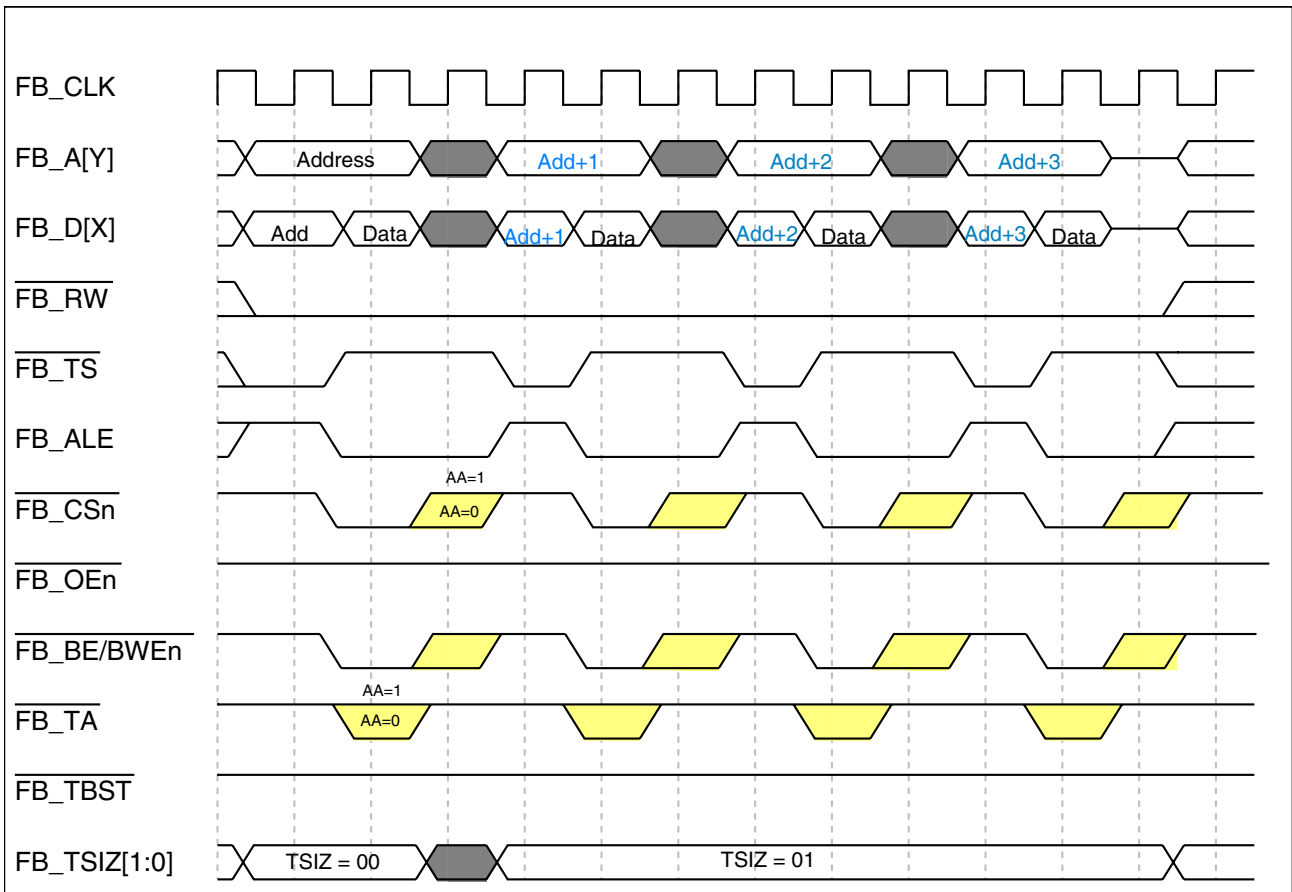 FB_CLK
FB_A[Y] Address Add+1 Add+2 Add+3
FB_D[X] Add Data Add+1 Data Add+2 Data Add+3 Data
FB_RW
FB_TS
FB_ALE
AA=1
FB_CSn AA=0
FB_OEn
FB_BE/BWEn
AA=1
FB_TA AA=0
FB_TBST
FB_TSIZ[1:0] TSIZ = 00 TSIZ = 01